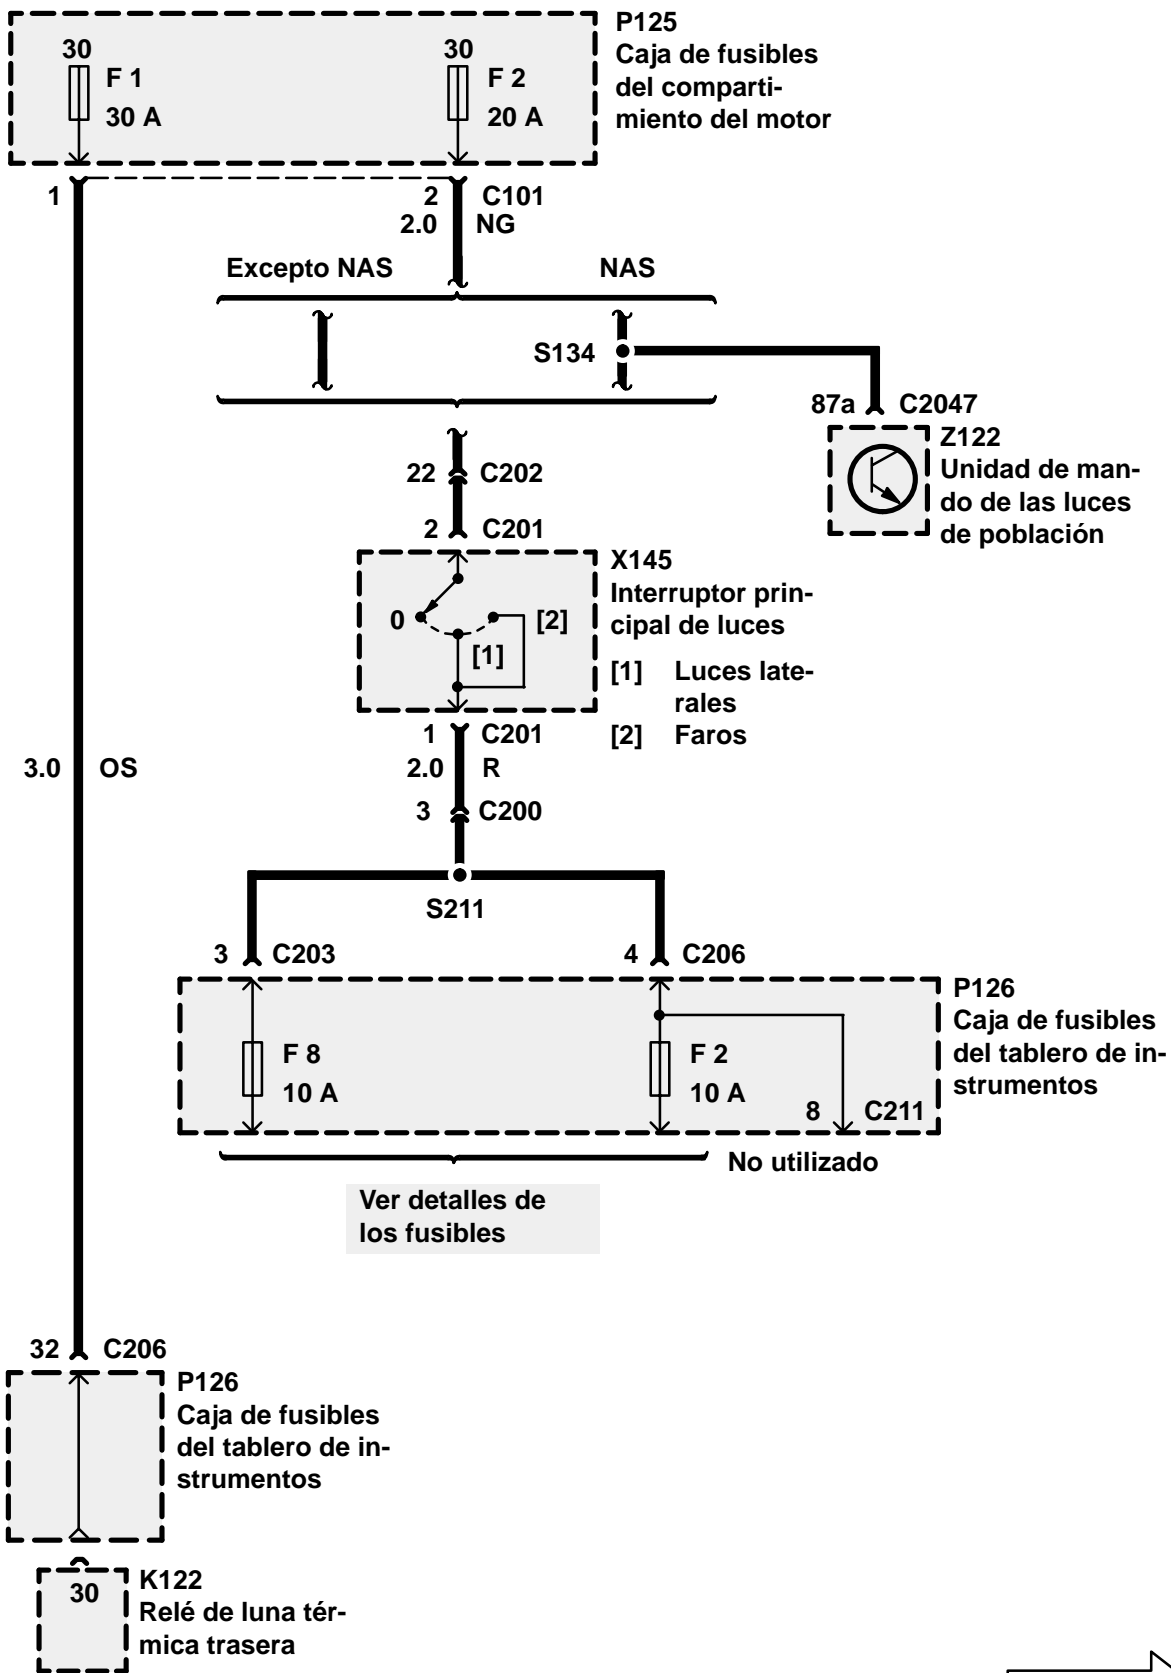 P125
Caja de fusibles
del comparti-
miento del motor
30
F 1
30 A
30
F 2
20 A
1
2
C101
2.0
NG
Excepto NAS
NAS
S134
87a
C2047
Z122
Unidad de man-
do de las luces
de población
22
C202
2
C201
X145
Interruptor prin-
cipal de luces
[1] Luces late-
rales
[2] Faros
0
[1]
[2]
1
C201
2.0
R
3
C200
3.0
OS
S211
3
C203
4
C206
P126
Caja de fusibles
del tablero de in-
strumentos
F 8
10 A
F 2
10 A
8
C211
No utilizado
Ver detalles de
los fusibles
32
C206
P126
Caja de fusibles
del tablero de in-
strumentos
30
K122
Relé de luna tér-
mica trasera